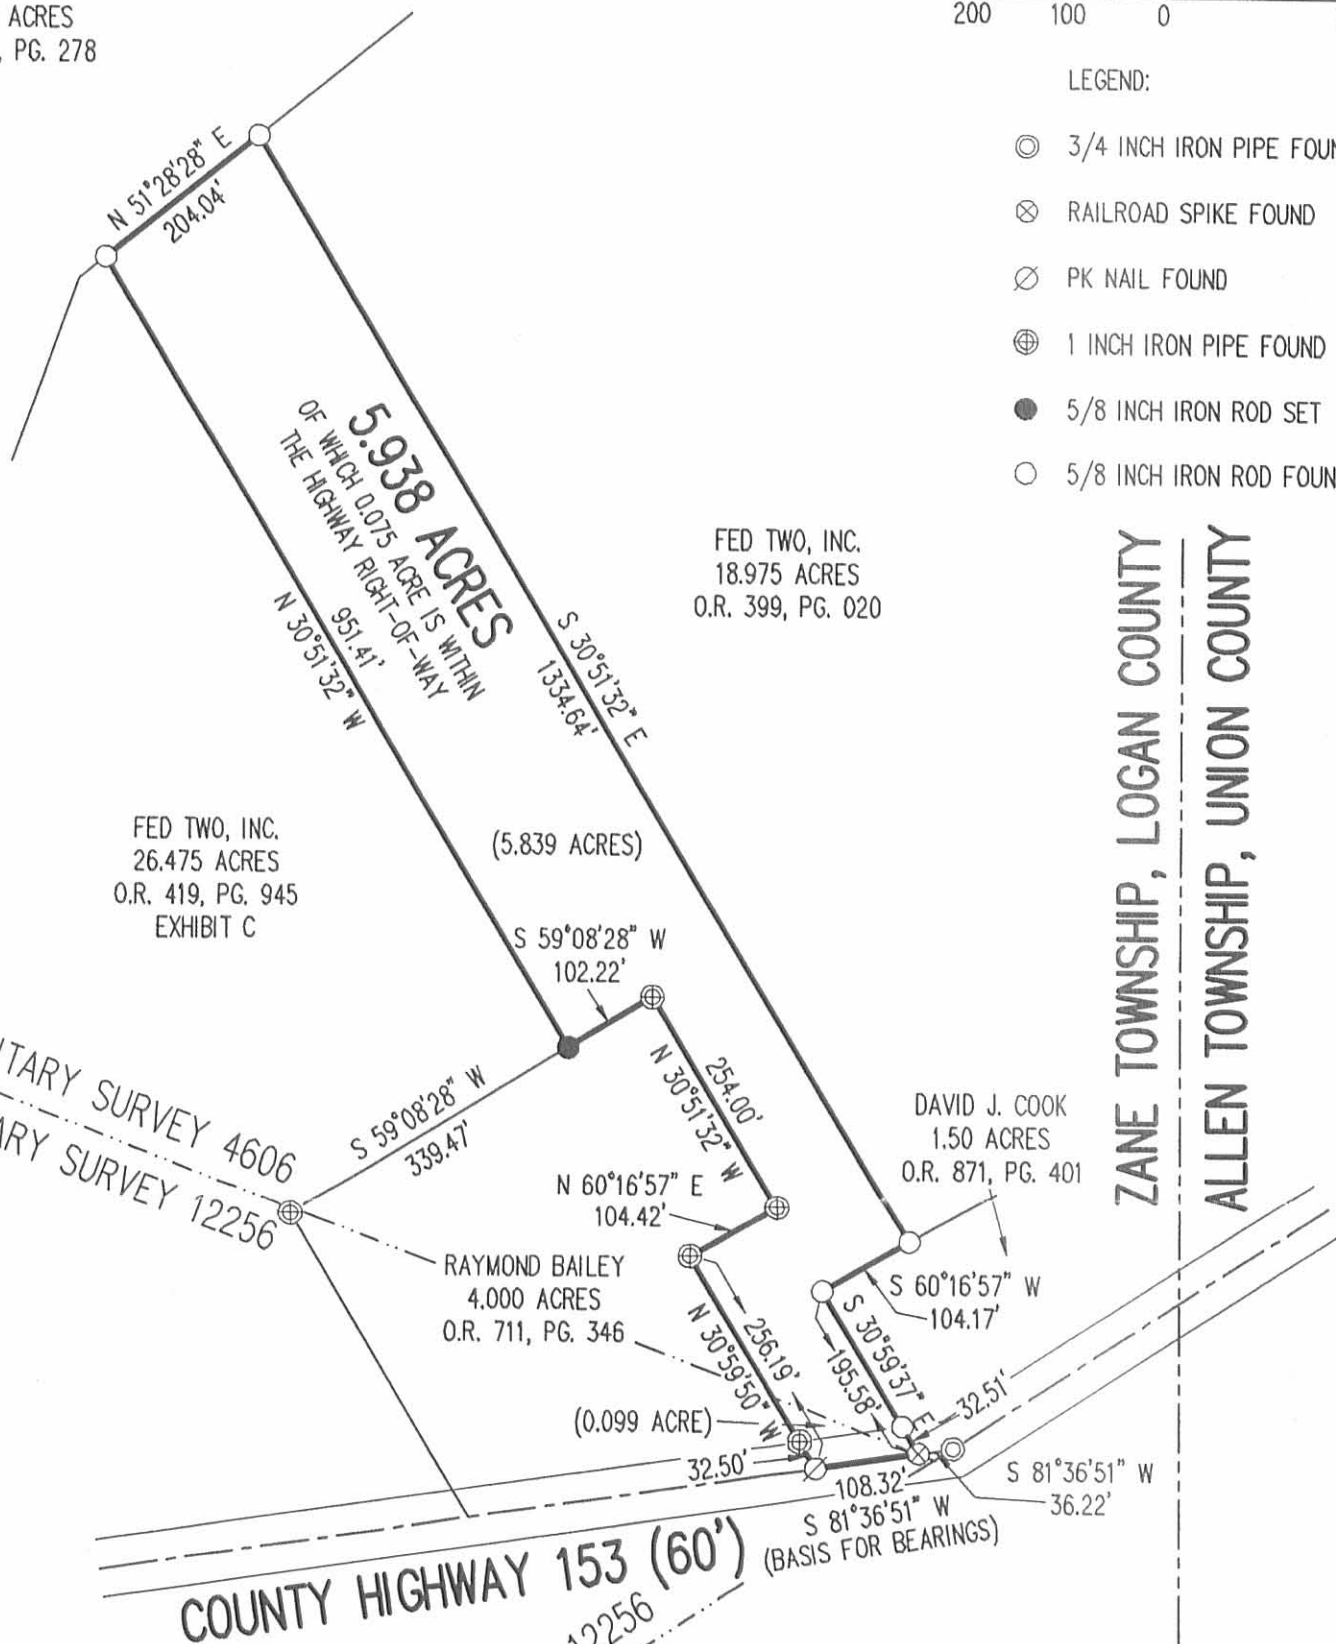 ACRES
, PG. 278
200 100 0
LEGEND:
3/4 INCH IRON PIPE FOUN
RAILROAD SPIKE FOUND
PK NAIL FOUND
1 INCH IRON PIPE FOUND
5/8 INCH IRON ROD SET
5/8 INCH IRON ROD FOUN
N 51°28'28" E
204.04'
5.938 ACRES
OF WHICH 0.075 ACRE IS WITHIN
THE HIGHWAY RIGHT-OF-WAY
951.41'
N 30°51'32" W
S 30°51'32" E
1334.64'
FED TWO, INC.
18.975 ACRES
O.R. 399, PG. 020
ZANE TOWNSHIP, LOGAN COUNTY
ALLEN TOWNSHIP, UNION COUNTY
FED TWO, INC.
26.475 ACRES
O.R. 419, PG. 945
EXHIBIT C
(5.839 ACRES)
S 59°08'28" W
102.22'
254.00'
N 30°51'32" W
ITARY SURVEY 4606
ARY SURVEY 12256
S 59°08'28" W
339.47'
N 60°16'57" E
104.42'
DAVID J. COOK
1.50 ACRES
O.R. 871, PG. 401
RAYMOND BAILEY
4.000 ACRES
O.R. 711, PG. 346
S 60°16'57" W
104.17'
256.19'
N 30°59'50" W
S 30°59'37" E
195.58'
32.51'
(0.099 ACRE)
32.50'
108.32'
S 81°36'51" W
(BASIS FOR BEARINGS)
S 81°36'51" W
36.22'
COUNTY HIGHWAY 153 (60')
12256